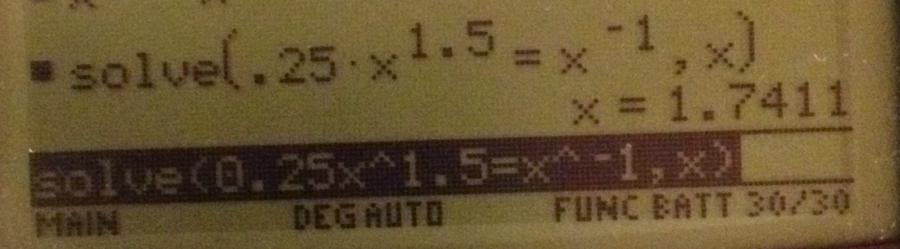 ▪solve(.25·x^1.5 = x^-1, x)
x = 1.7411
solve(0.25x^1.5=x^-1,x)
MAIN DEG AUTO FUNC BATT 30/30